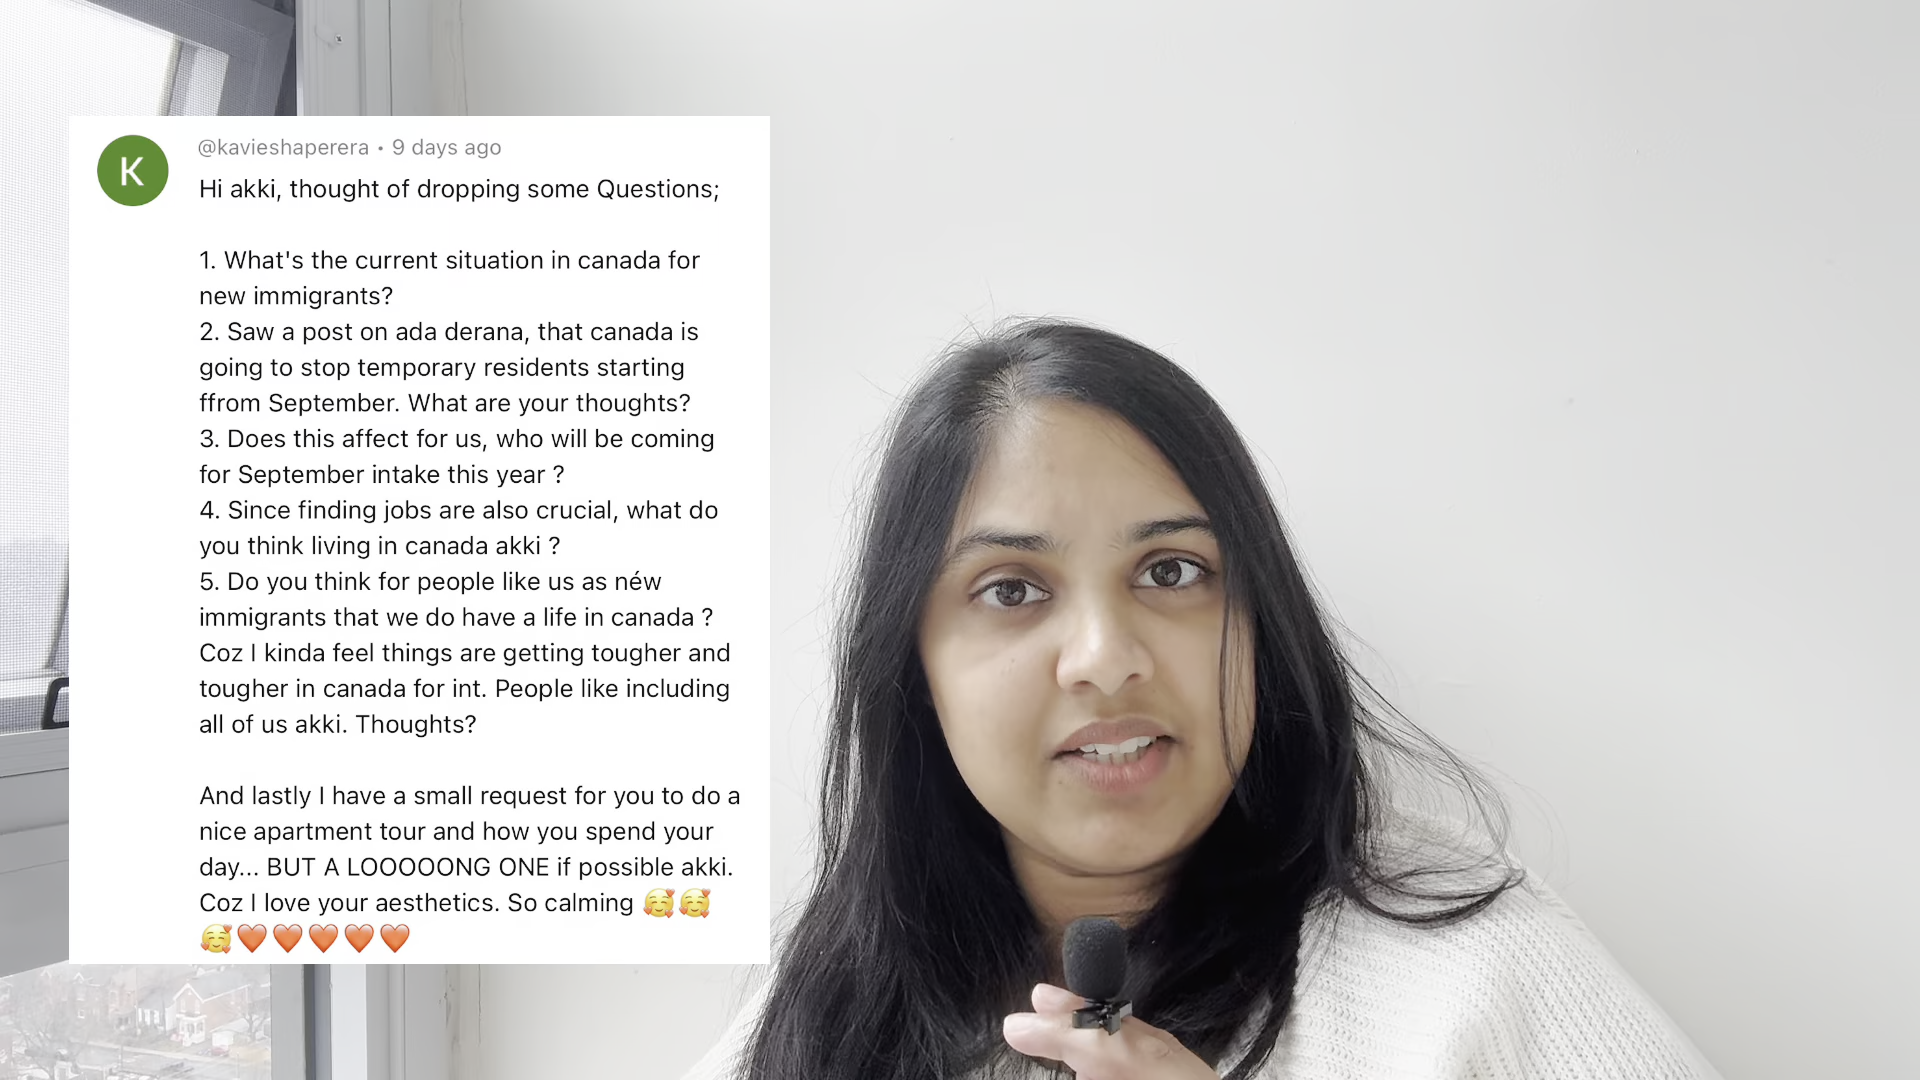 K
@kavieshaperera • 9 days ago
Hi akki, thought of dropping some Questions;
1. What's the current situation in canada for
new immigrants?
2. Saw a post on ada derana, that canada is
going to stop temporary residents starting
ffrom September. What are your thoughts?
3. Does this affect for us, who will be coming
for September intake this year ?
4. Since finding jobs are also crucial, what do
you think living in canada akki ?
5. Do you think for people like us as néw
immigrants that we do have a life in canada ?
Coz I kinda feel things are getting tougher and
tougher in canada for int. People like including
all of us akki. Thoughts?
And lastly I have a small request for you to do a
nice apartment tour and how you spend your
day... BUT A LOOOOONG ONE if possible akki.
Coz I love your aesthetics. So calming 🥰🥰
🥰🧡🧡🧡🧡🧡